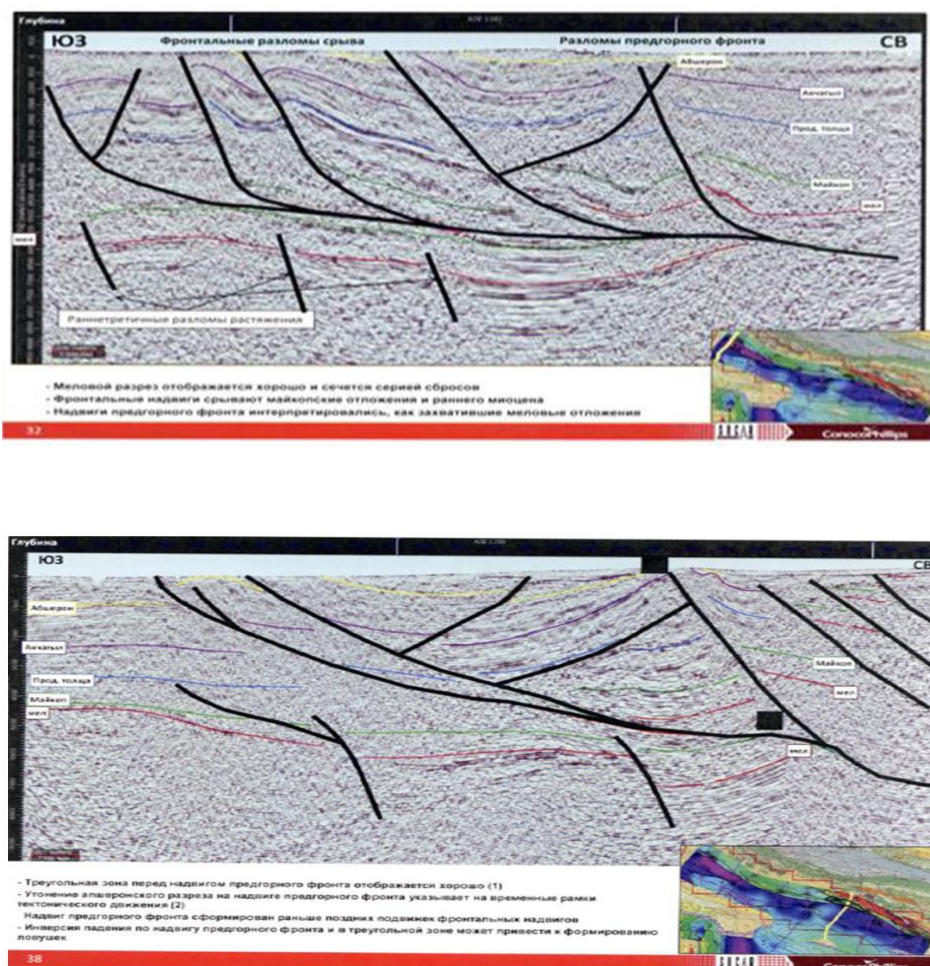 Глубина
ЮЗ
Фронтальные разломы срыва
Разломы предгорного фронта
СВ
Абшерон
Акчагыл
Прод. толща
Майкоп
мел
мел
Раннетретичные разломы растяжения
- Меловой разрез отображается хорошо и сечется серией сбросов
- Фронтальные надвиги срывают майкопские отложения и раннего миоцена
- Надвиги предгорного фронта интерпретировались, как захватившие меловые отложения
32
ConocoPhillips
Глубина
ЮЗ
СВ
Абшерон
Акчагыл
Прод. толща
Майкоп
мел
Майкоп
мел
мел
- Треугольная зона перед надвигом предгорного фронта отображается хорошо (1)
- Утонение апшеронского разреза на надвиге предгорного фронта указывает на временные рамки
тектонического движения (2)
Надвиг предгорного фронта сформирован раньше поздних подвижек фронтальных надвигов
- Инверсия падения по надвигу предгорного фронта и в треугольной зоне может привести к формированию
ловушек
38
ConocoPhillips